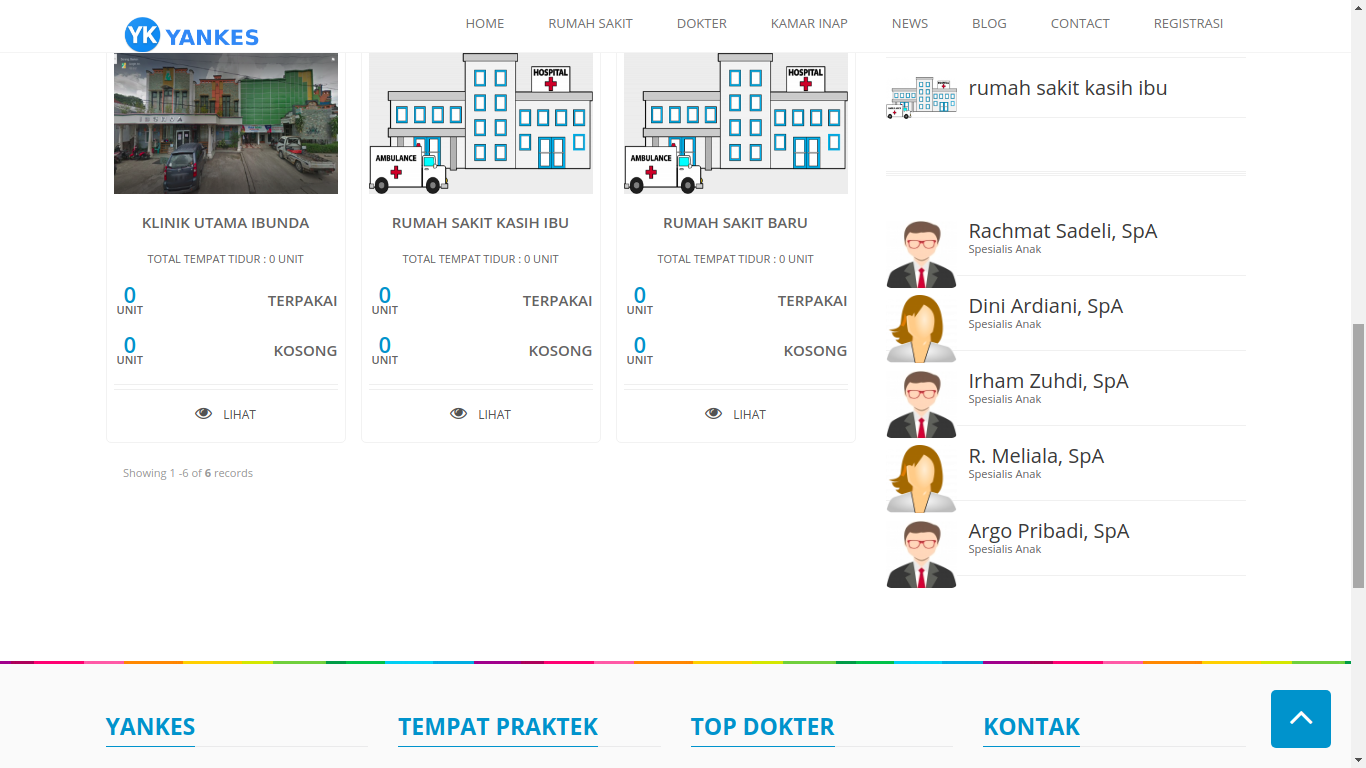 YK YANKES
HOME RUMAH SAKIT DOKTER KAMAR INAP NEWS BLOG CONTACT REGISTRASI
HOSPITAL
AMBULANCE
HOSPITAL
AMBULANCE
KLINIK UTAMA IBUNDA
TOTAL TEMPAT TIDUR : 0 UNIT
0 UNIT TERPAKAI
0 UNIT KOSONG
LIHAT
RUMAH SAKIT KASIH IBU
TOTAL TEMPAT TIDUR : 0 UNIT
0 UNIT TERPAKAI
0 UNIT KOSONG
LIHAT
RUMAH SAKIT BARU
TOTAL TEMPAT TIDUR : 0 UNIT
0 UNIT TERPAKAI
0 UNIT KOSONG
LIHAT
Showing 1 -6 of 6 records
rumah sakit kasih ibu
Rachmat Sadeli, SpA
Spesialis Anak
Dini Ardiani, SpA
Spesialis Anak
Irham Zuhdi, SpA
Spesialis Anak
R. Meliala, SpA
Spesialis Anak
Argo Pribadi, SpA
Spesialis Anak
YANKES
TEMPAT PRAKTEK
TOP DOKTER
KONTAK